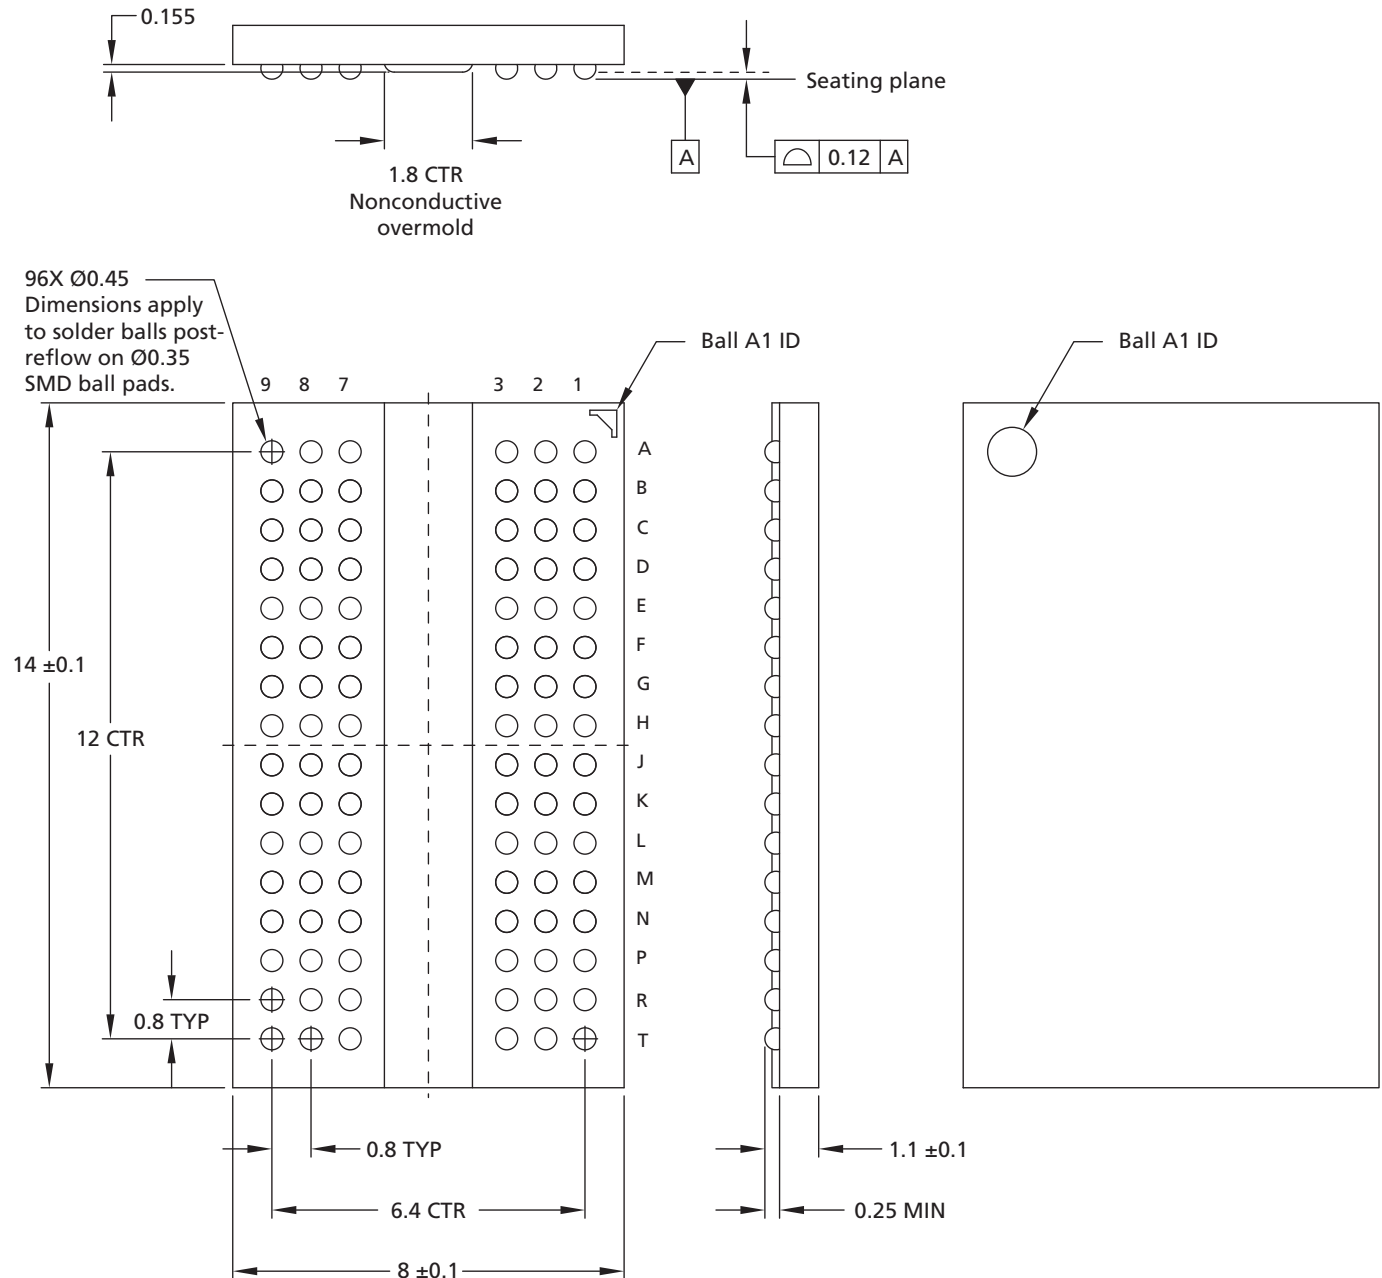 0.155
Seating plane
A
0.12 A
1.8 CTR
Nonconductive
overmold
96X Ø0.45
Dimensions apply
to solder balls post-
reflow on Ø0.35
SMD ball pads.
Ball A1 ID
Ball A1 ID
9 8 7 3 2 1
A
B
C
D
E
F
G
H
J
K
L
M
N
P
R
T
14 ±0.1
12 CTR
0.8 TYP
0.8 TYP
1.1 ±0.1
6.4 CTR
0.25 MIN
8 ±0.1